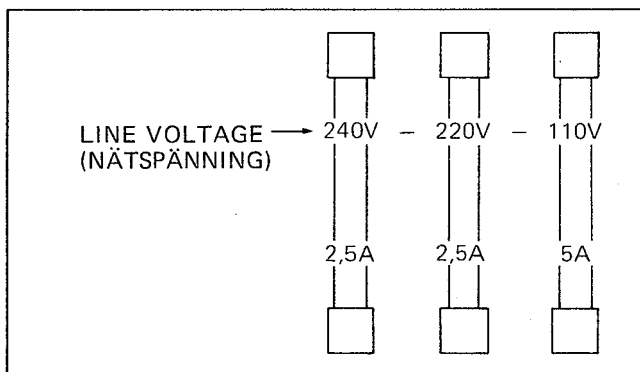 LINE VOLTAGE → 240V – 220V – 110V
(NÄTSPÄNNING)
2,5A 2,5A 5A